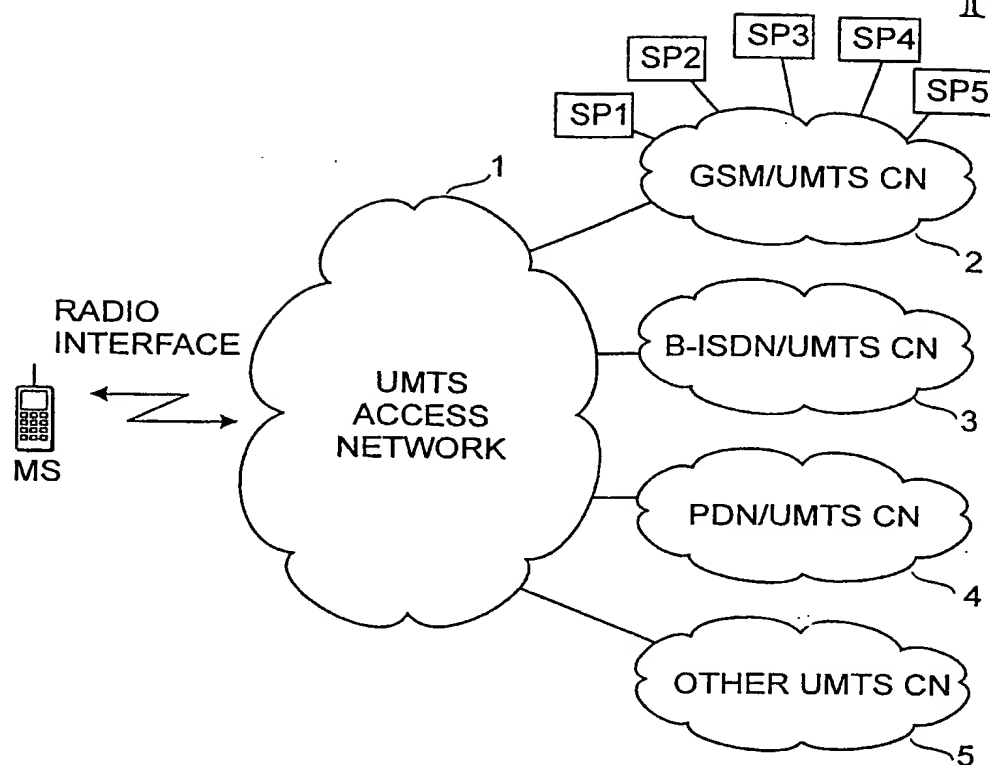 SP1
SP2
SP3
SP4
SP5
GSM/UMTS CN
2
1
RADIO
INTERFACE
MS
UMTS
ACCESS
NETWORK
B-ISDN/UMTS CN
3
PDN/UMTS CN
4
OTHER UMTS CN
5